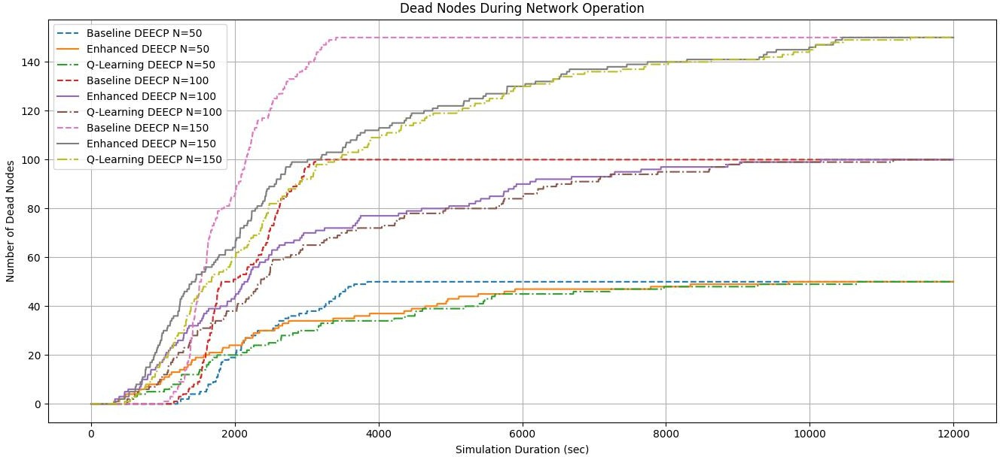 Dead Nodes During Network Operation
Baseline DEECP N=50
Enhanced DEECP N=50
Q-Learning DEECP N=50
Baseline DEECP N=100
Enhanced DEECP N=100
Q-Learning DEECP N=100
Baseline DEECP N=150
Enhanced DEECP N=150
Q-Learning DEECP N=150
Number of Dead Nodes
140
120
100
80
60
40
20
0
0 2000 4000 6000 8000 10000 12000
Simulation Duration (sec)